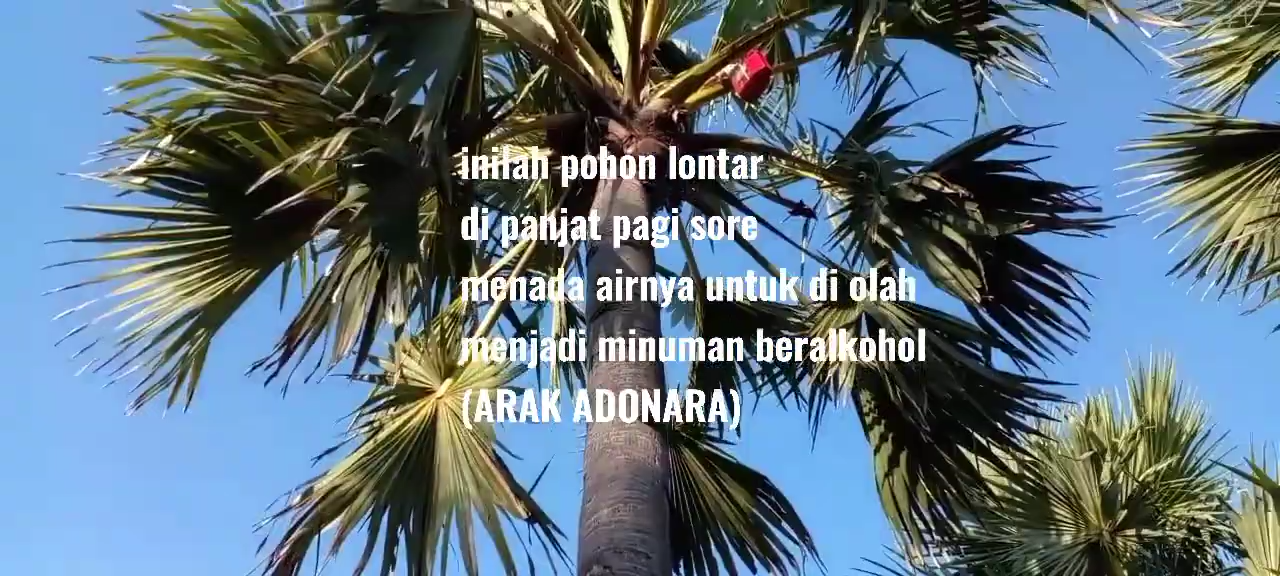 inilah pohon lontar
di panjat pagi sore
menada airnya untuk di olah
menjadi minuman beralkohol
(ARAK ADONARA)